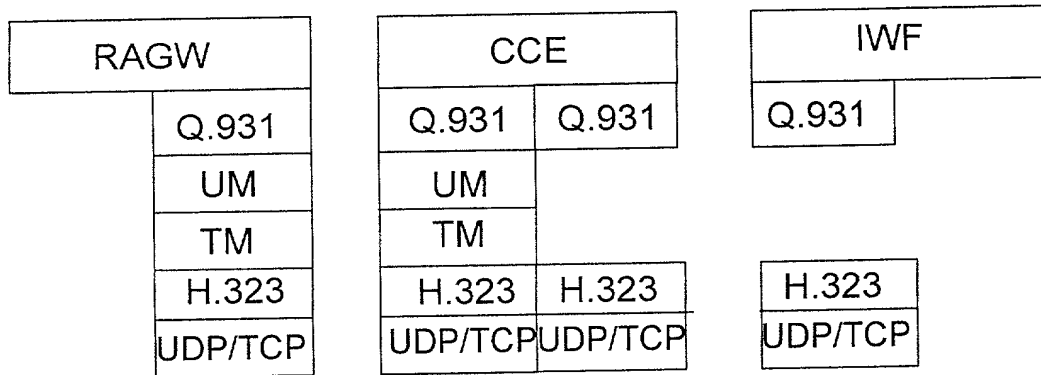 RAGW CCE IWF
Q.931 Q.931 Q.931 Q.931
UM UM
TM TM
H.323 H.323 H.323 H.323
UDP/TCP UDP/TCP UDP/TCP UDP/TCP